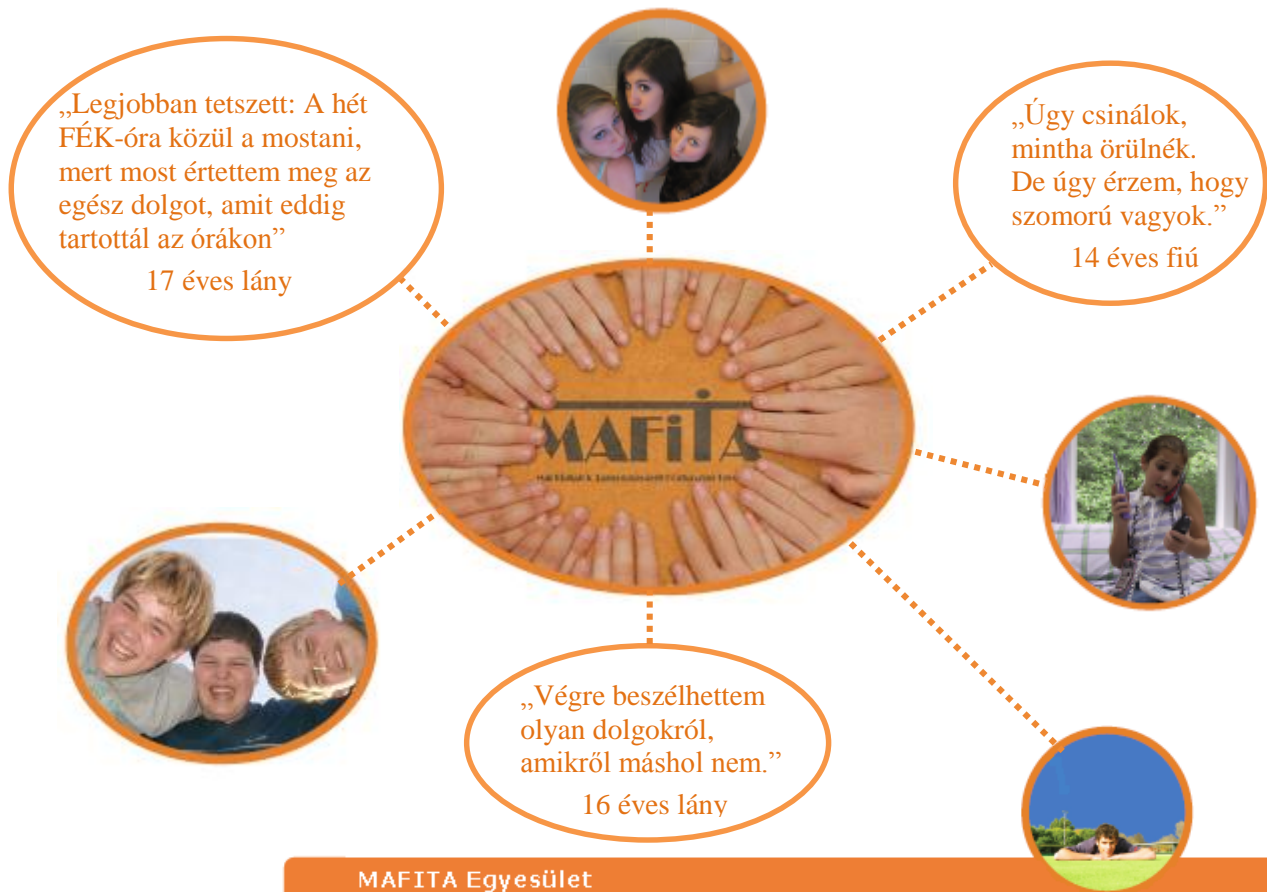 „Legjobban tetszett: A hét
FÉK-óra közül a mostani,
mert most értettem meg az
egész dolgot, amit eddig
tartottál az órákon”
17 éves lány
„Úgy csinálok,
mintha örülnék.
De úgy érzem, hogy
szomorú vagyok.”
14 éves fiú
MAFiTA
„Végre beszélhettem
olyan dolgokról,
amikről máshol nem.”
16 éves lány
MAFITA Egyesület